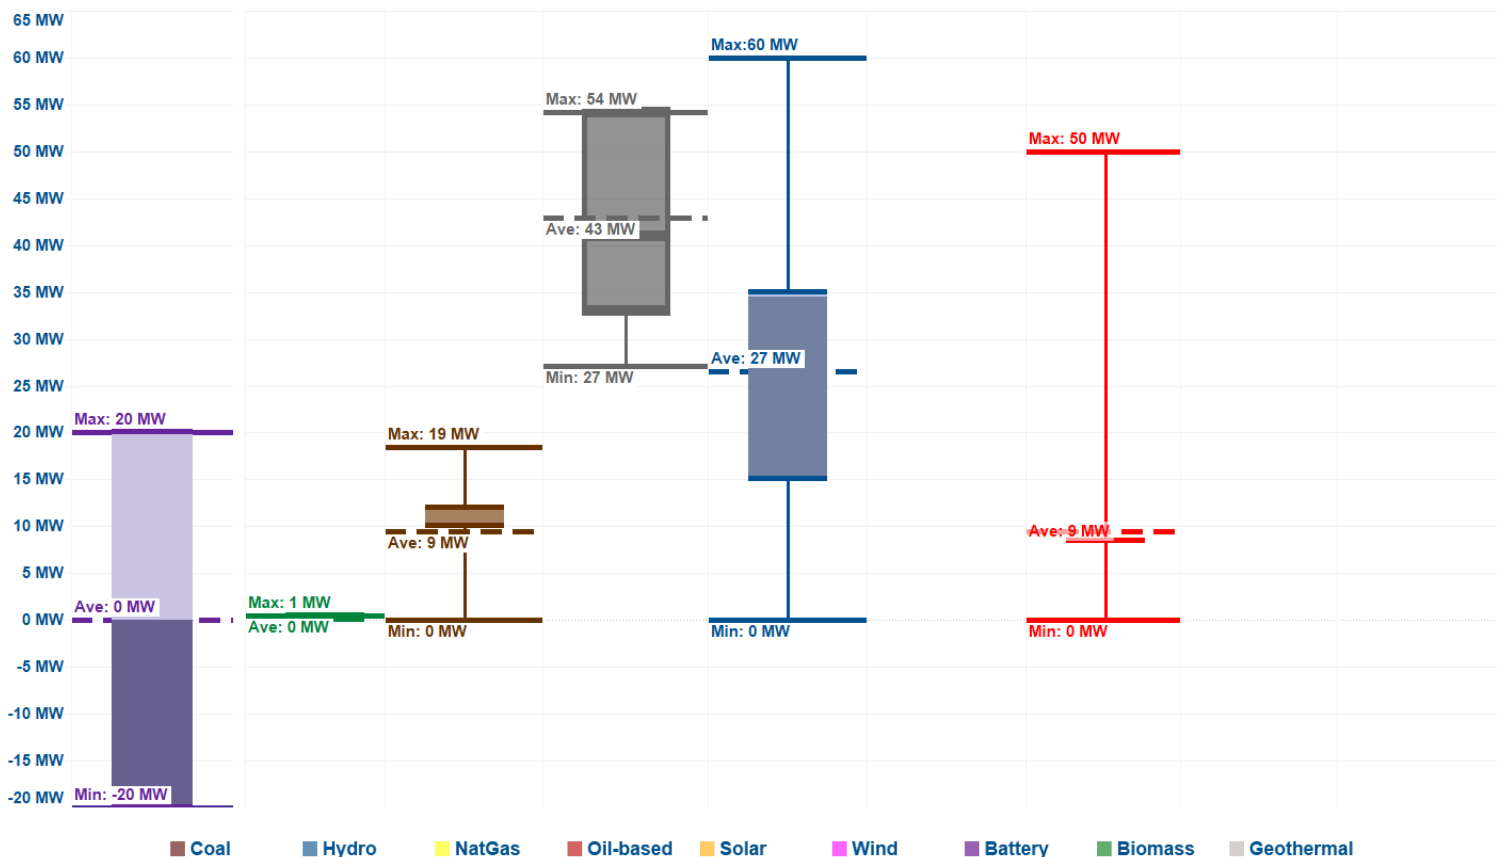 65 MW
60 MW
55 MW
50 MW
45 MW
40 MW
35 MW
30 MW
25 MW
20 MW
15 MW
10 MW
5 MW
0 MW
-5 MW
-10 MW
-15 MW
-20 MW
Max: 20 MW
Ave: 0 MW
Min: -20 MW
Max: 1 MW
Ave: 0 MW
Max: 19 MW
Ave: 9 MW
Min: 0 MW
Max: 54 MW
Ave: 43 MW
Min: 27 MW
Max:60 MW
Ave: 27 MW
Min: 0 MW
Max: 50 MW
Ave: 9 MW
Min: 0 MW
Coal Hydro NatGas Oil-based Solar Wind Battery Biomass Geothermal